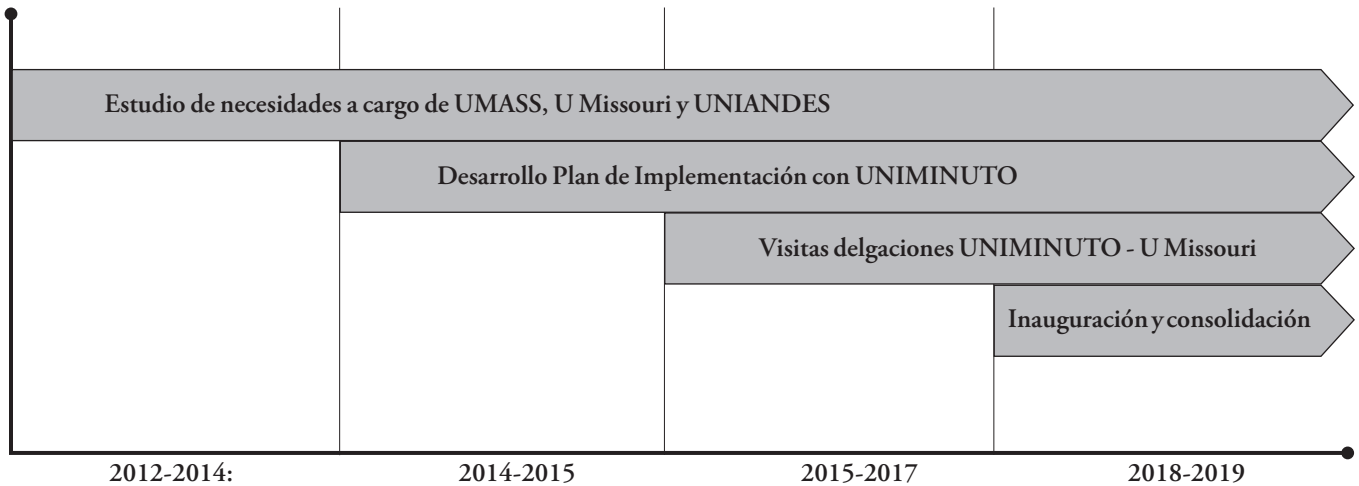 Estudio de necesidades a cargo de UMASS, U Missouri y UNIANDES
Desarrollo Plan de Implementación con UNIMINUTO
Visitas delgaciones UNIMINUTO - U Missouri
Inauguración y consolidación
2012-2014:
2014-2015
2015-2017
2018-2019